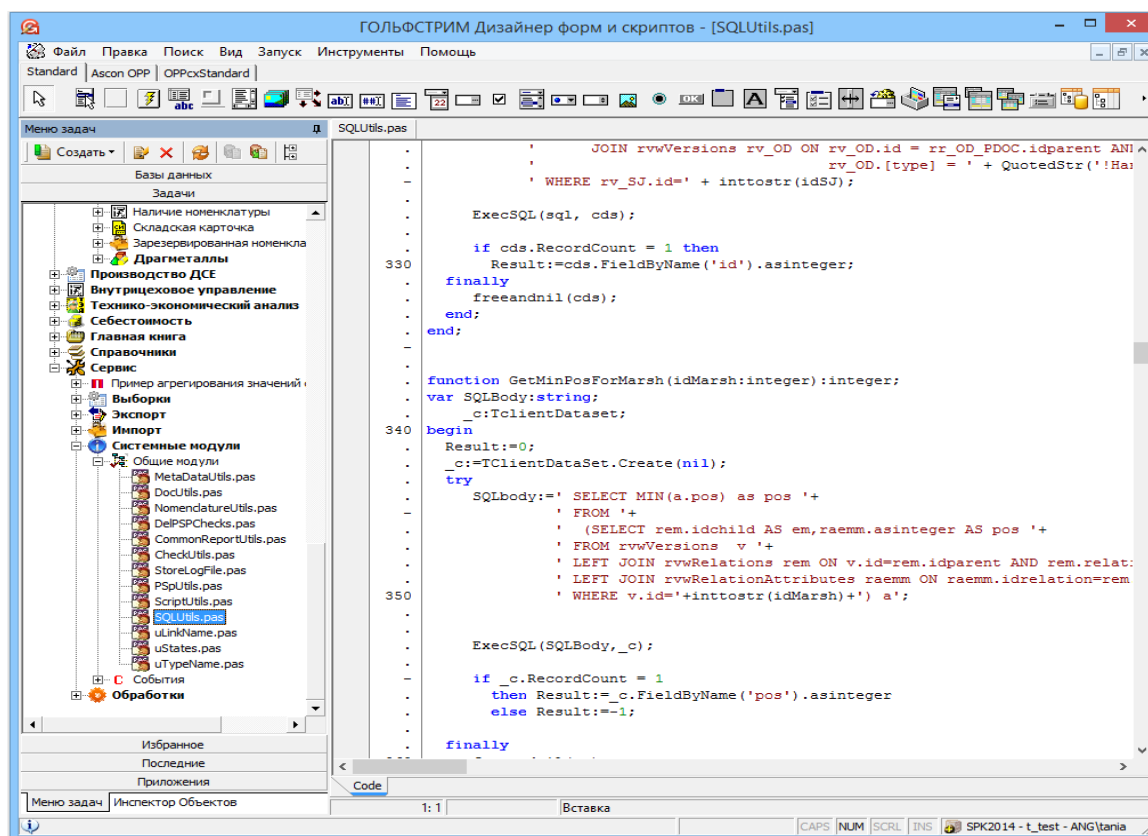 ГОЛЬФСТРИМ Дизайнер форм и скриптов - [SQLUtils.pas]
Файл Правка Поиск Вид Запуск Инструменты Помощь
Standard Ascon OPP OPPcxStandard
Меню задач
SQLUtils.pas
Создать
Базы данных
Задачи
Наличие номенклатуры
Складская карточка
Зарезервированная номенкла
Драгметаллы
Производство ДСЕ
Внутрицеховое управление
Технико-экономический анализ
Себестоимость
Главная книга
Справочники
Сервис
Пример агрегирования значений
Выборки
Экспорт
Импорт
Системные модули
Общие модули
MetaDataUtils.pas
DocUtils.pas
NomenclatureUtils.pas
DelPSPChecks.pas
CommonReportUtils.pas
CheckUtils.pas
StoreLogFile.pas
PSpUtils.pas
ScriptUtils.pas
SQLUtils.pas
uLinkName.pas
uStates.pas
uTypeName.pas
События
Обработки
Избранное
Последние
Приложения
Меню задач Инспектор Объектов
' JOIN rvwVersions rv_OD ON rv_OD.id = rr_OD_PDOC.idparent AN
' rv_OD.[type] = ' + QuotedStr('!Ha
' WHERE rv_SJ.id=' + inttostr(idSJ);
ExecSQL(sql, cds);
if cds.RecordCount = 1 then
330 Result:=cds.FieldByName('id').asinteger;
finally
freeandnil(cds);
end;
end;
function GetMinPosForMarsh(idMarsh:integer):integer;
var SQLBody:string;
_c:TclientDataset;
340 begin
Result:=0;
_c:=TClientDataSet.Create(nil);
try
SQLbody:=' SELECT MIN(a.pos) as pos '+
' FROM '+
' (SELECT rem.idchild AS em,raemm.asinteger AS pos '+
' FROM rvwVersions v '+
' LEFT JOIN rvwRelations rem ON v.id=rem.idparent AND rem.relat
' LEFT JOIN rvwRelationAttributes raemm ON raemm.idrelation=rem
350 ' WHERE v.id='+inttostr(idMarsh)+') a';
ExecSQL(SQLBody,_c);
if _c.RecordCount = 1
then Result:=_c.FieldByName('pos').asinteger
else Result:=-1;
finally
Code
1: 1 Вставка
CAPS NUM SCRL INS SPK2014 - t_test - ANG\tania